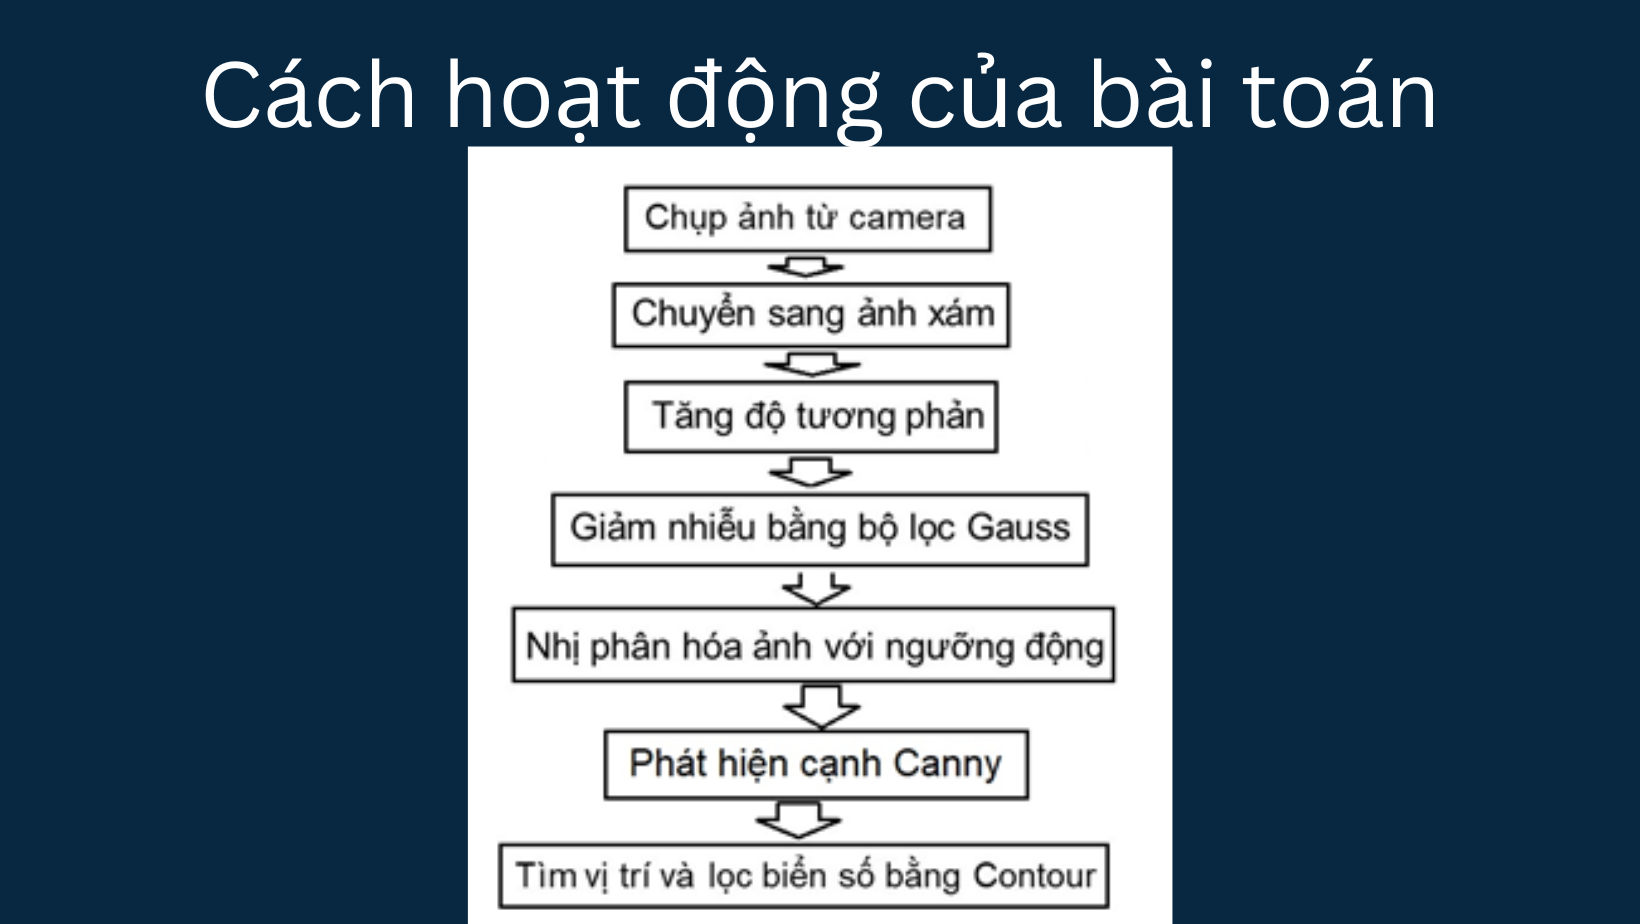 Cách hoạt động của bài toán
Chụp ảnh từ camera
Chuyển sang ảnh xám
Tăng độ tương phản
Giảm nhiễu bằng bộ lọc Gauss
Nhị phân hóa ảnh với ngưỡng động
Phát hiện cạnh Canny
Tìm vị trí và lọc biển số bằng Contour